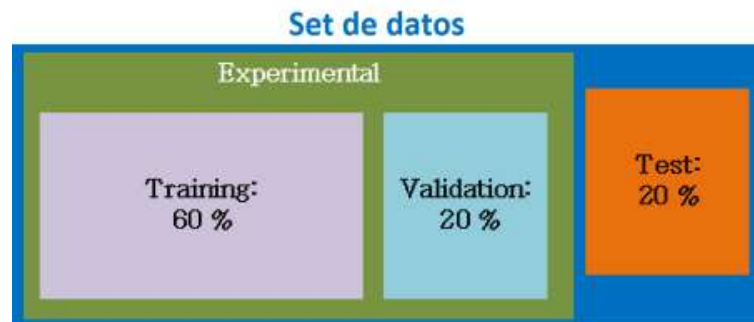 Set de datos
Experimental
Training:
60 %
Validation:
20 %
Test:
20 %